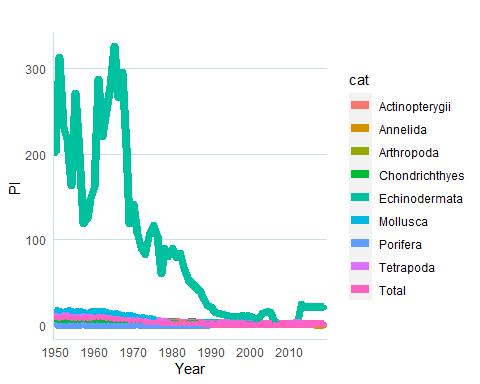 PI
300
200
100
0
1950
1960
1970
1980
1990
2000
2010
Year
cat
Actinopterygii
Annelida
Arthropoda
Chondrichthyes
Echinodermata
Mollusca
Porifera
Tetrapoda
Total